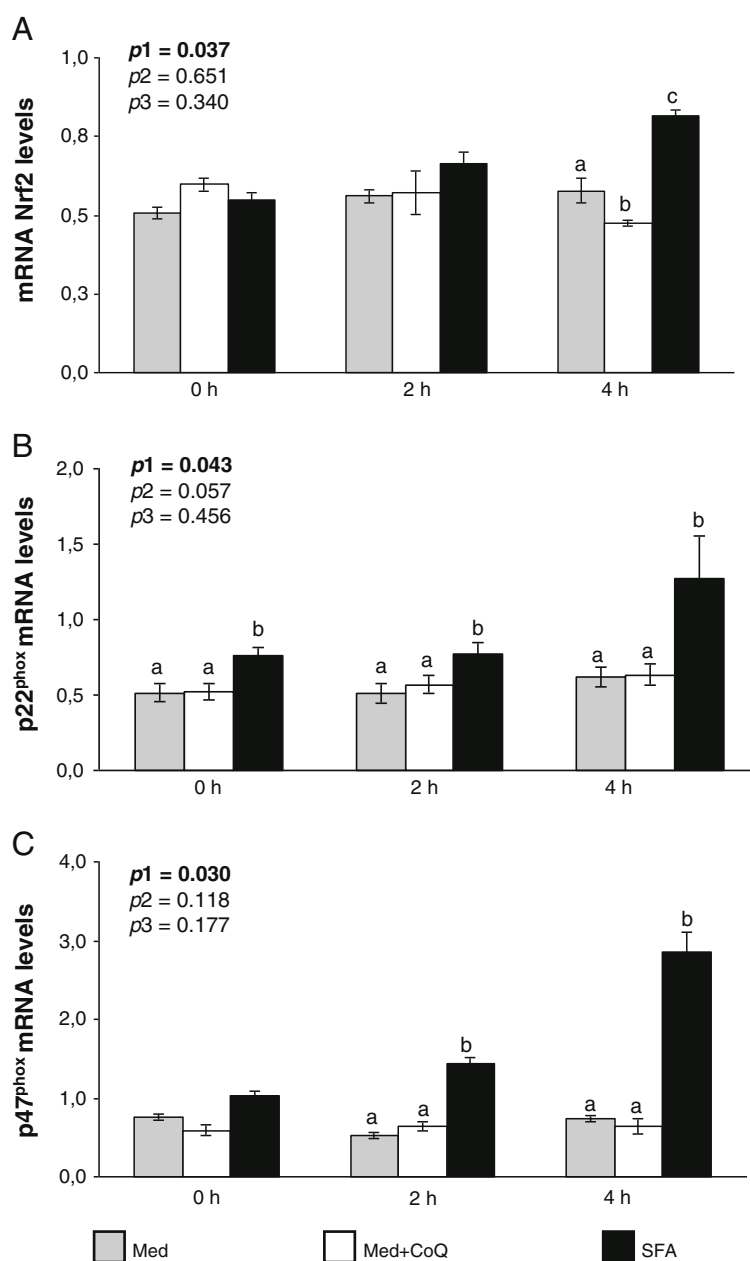 A
p1 = 0.037
p2 = 0.651
p3 = 0.340
mRNA Nrf2 levels
1,0
0,8
0,5
0,3
0,0
a
b
c
0 h
2 h
4 h
B
p1 = 0.043
p2 = 0.057
p3 = 0.456
p22phox mRNA levels
2,0
1,5
1,0
0,5
0,0
a
a
b
a
a
b
a
a
b
0 h
2 h
4 h
C
p1 = 0.030
p2 = 0.118
p3 = 0.177
p47phox mRNA levels
4,0
3,0
2,0
1,0
0,0
a
a
b
a
a
b
0 h
2 h
4 h
Med
Med+CoQ
SFA